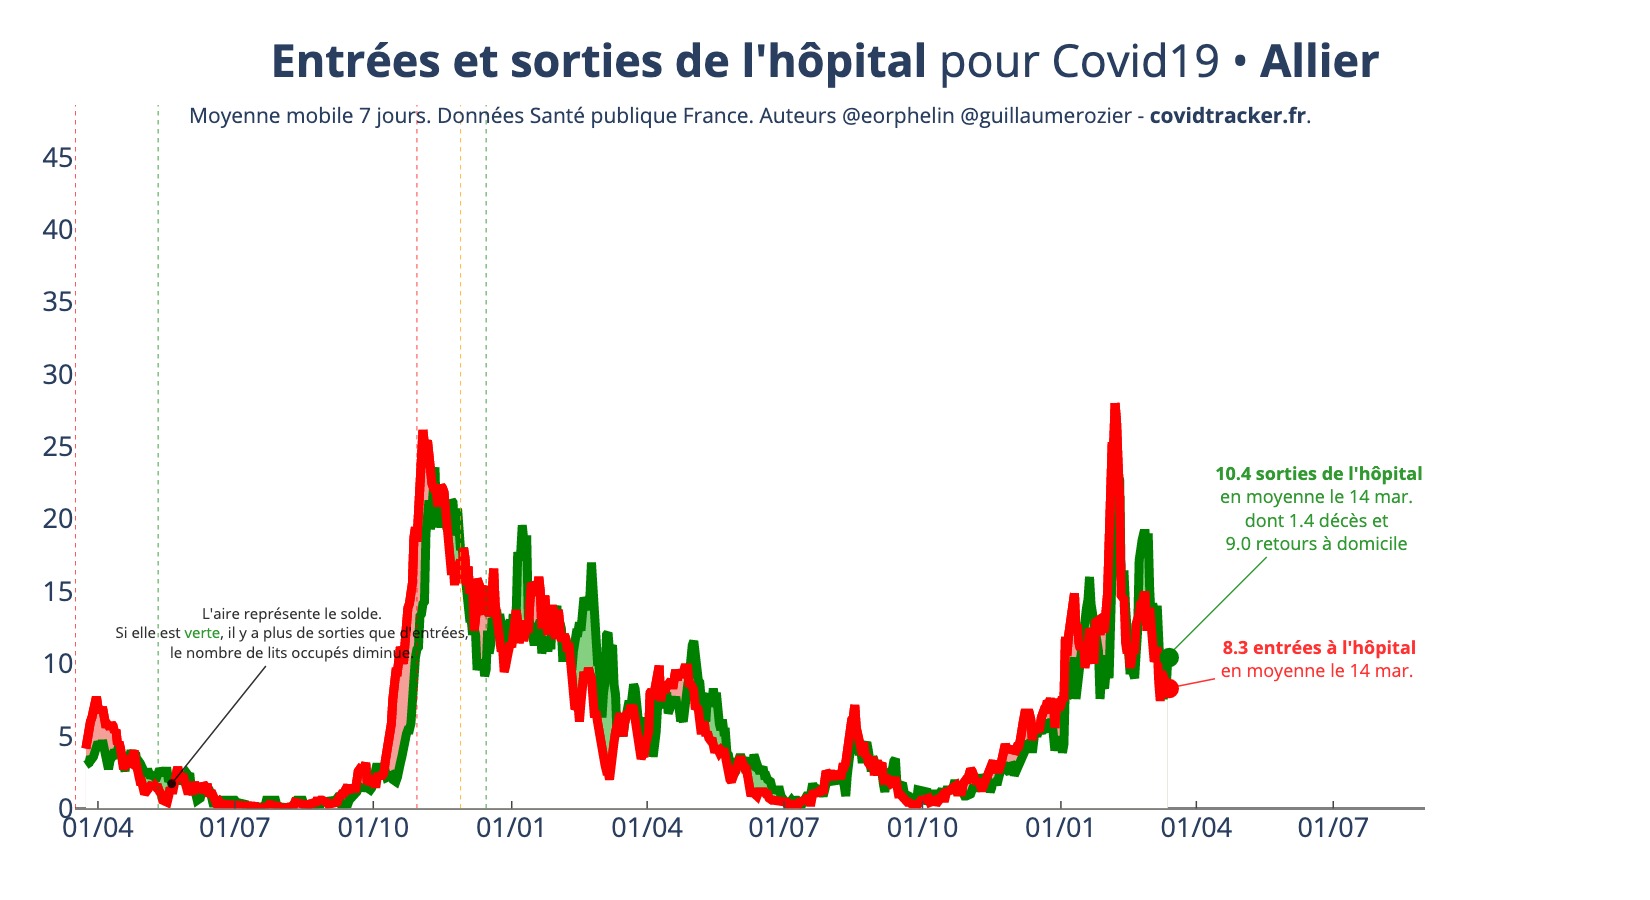 Entrées et sorties de l'hôpital pour Covid19 • Allier
Moyenne mobile 7 jours. Données Santé publique France. Auteurs @eorphelin @guillaumerozier - covidtracker.fr.
45
40
35
30
25
20
15
10
5
0
10.4 sorties de l'hôpital
en moyenne le 14 mar.
dont 1.4 décès et
9.0 retours à domicile
L'aire représente le solde.
Si elle est verte, il y a plus de sorties que d'entrées,
le nombre de lits occupés diminue.
8.3 entrées à l'hôpital
en moyenne le 14 mar.
01/04 01/07 01/10 01/01 01/04 01/07 01/10 01/01 01/04 01/07